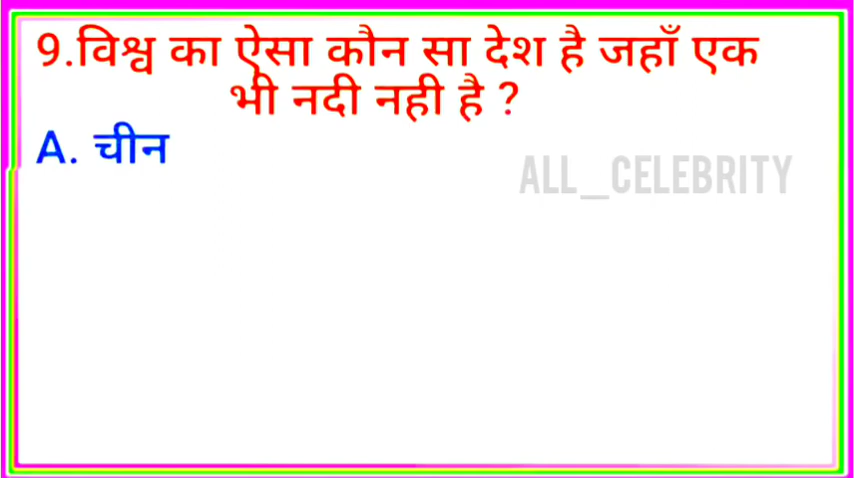 9.विश्व का ऐसा कौन सा देश है जहाँ एक
भी नदी नही है ?
A. चीन
ALL_CELEBRITY